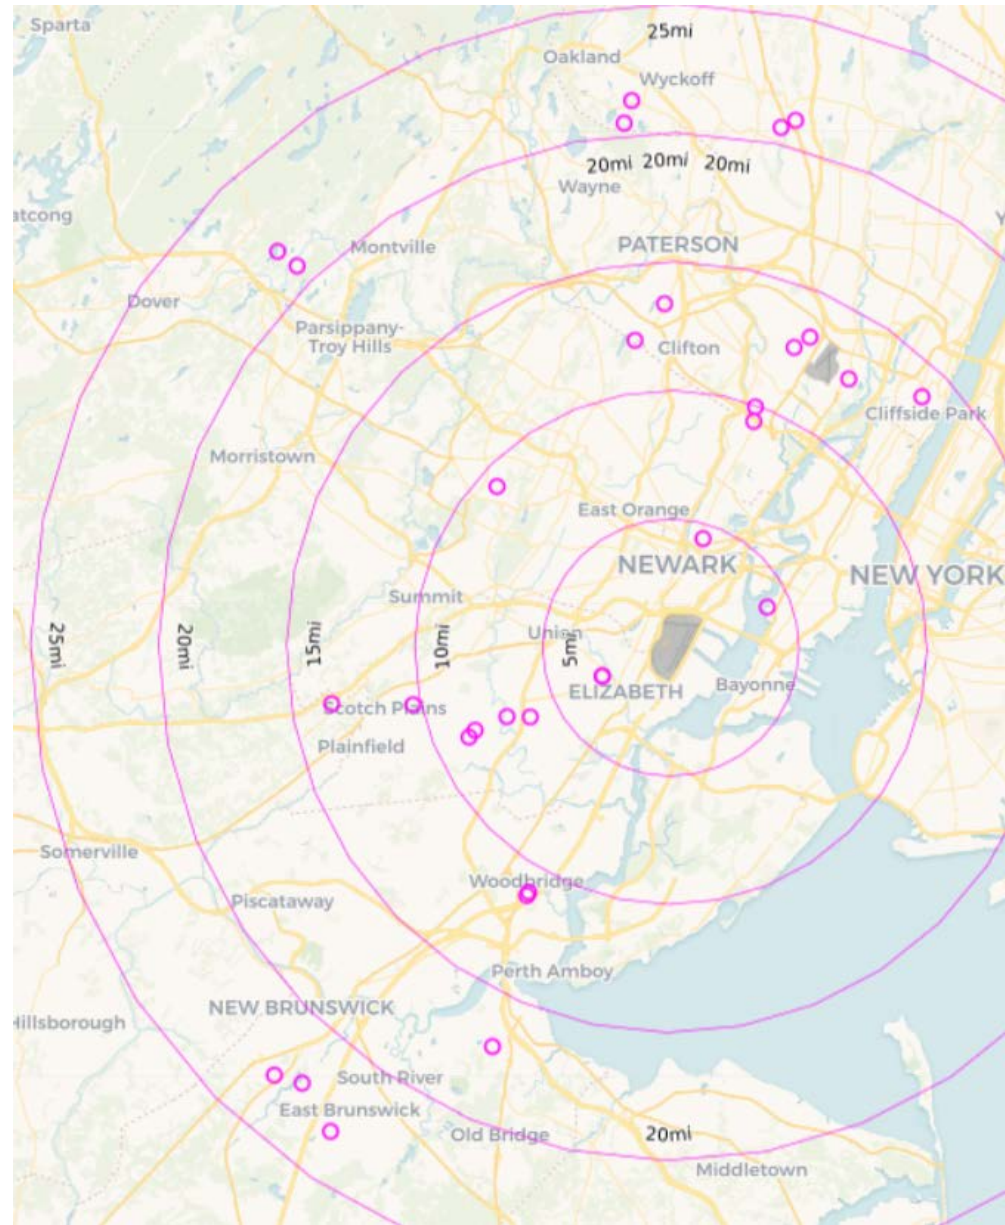 Sparta
25mi
Oakland
Wyckoff
20mi 20mi 20mi
Wayne
atcong
Y
Montville
PATERSON
Dover
Parsippany-
Troy Hills
Clifton
Cliffside Park
Morristown
East Orange
NEWARK
NEW YORK
Summit
Union
25mi
20mi
15mi
10mi
5mi
ELIZABETH
Bayonne
Scotch Plains
Plainfield
Somerville
Woodbridge
Piscataway
Perth Amboy
NEW BRUNSWICK
Hillsborough
South River
East Brunswick
Old Bridge
20mi
Middletown